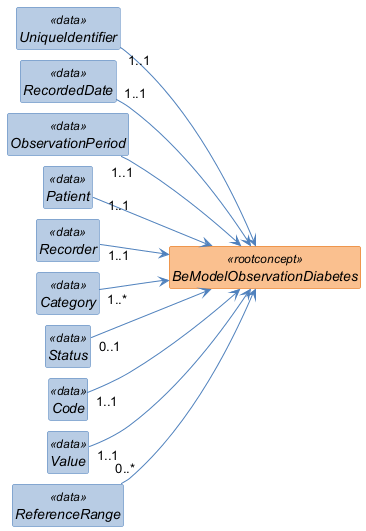 «data»
UniqueIdentifier
1..1
«data»
RecordedDate
1..1
«data»
ObservationPeriod
1..1
«data»
Patient
1..1
«data»
Recorder
1..1
«rootconcept»
BeModelObservationDiabetes
«data»
Category
1..*
«data»
Status
0..1
«data»
Code
1..1
«data»
Value
1..1
0..*
«data»
ReferenceRange